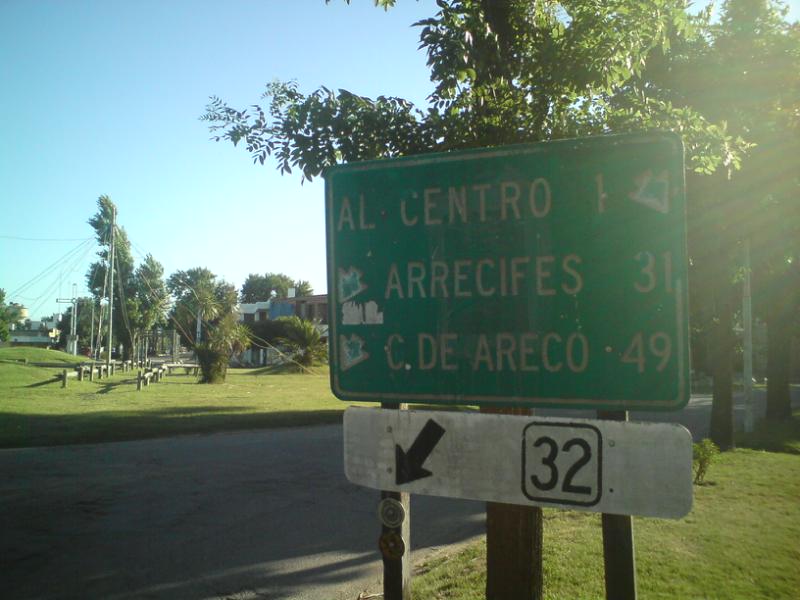 AL CENTRO 1
ARRECIFES 31
C. DE ARECO 49
32